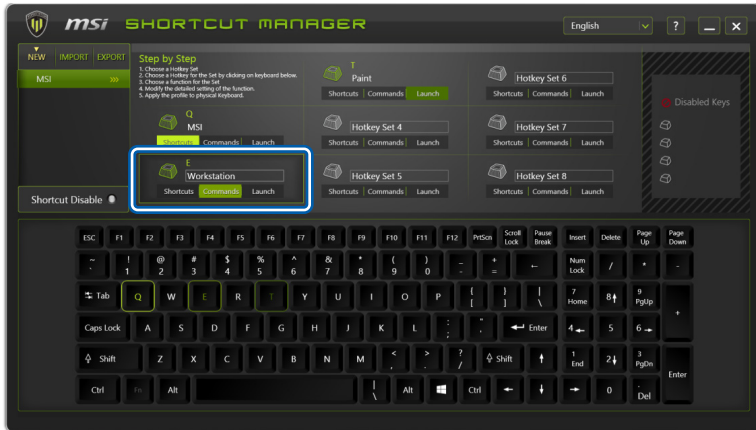 msi SHORTCUT MANAGER English ?
NEW IMPORT EXPORT
MSI >>>
Shortcut Disable
Step by Step
1. Choose a Hotkey Set
2. Choose a Hotkey for the Set by clicking on keyboard below.
3. Choose a function for the Set
4. Modify the detailed setting of the function.
5. Apply the profile to physical Keyboard.
Q
MSI
Shortcuts Commands Launch
E
Workstation
Shortcuts Commands Launch
T
Paint
Shortcuts Commands Launch
Hotkey Set 4
Shortcuts Commands Launch
Hotkey Set 5
Shortcuts Commands Launch
Hotkey Set 6
Shortcuts Commands Launch
Hotkey Set 7
Shortcuts Commands Launch
Hotkey Set 8
Shortcuts Commands Launch
Disabled Keys
ESC F1 F2 F3 F4 F5 F6 F7 F8 F9 F10 F11 F12 PrtScn Scroll Lock Pause Break Insert Delete Page Up Page Down
~ ` ! 1 @ 2 # 3 $ 4 % 5 ^ 6 & 7 * 8 ( 9 ) 0 _ - + = ← Num Lock / * -
Tab Q W E R T Y U I O P { [ } ] | \ 7 Home 8 9 PgUp +
Caps Lock A S D F G H J K L : ; " ' Enter 4 5 6
Shift Z X C V B N M < , > . ? / Shift 1 End 2 3 PgDn Enter
Ctrl Fn Alt | \ Alt Ctrl 0 . Del